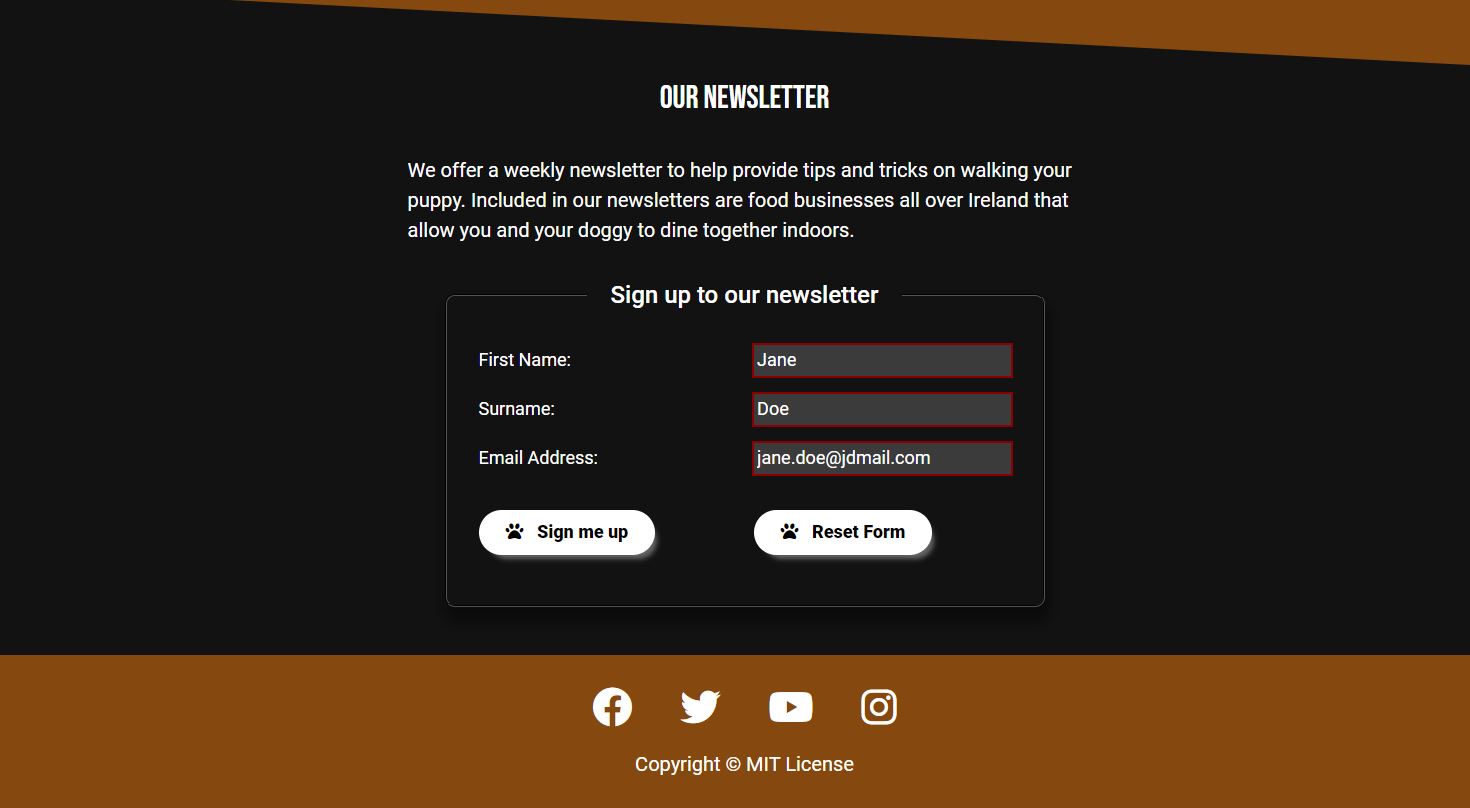 OUR NEWSLETTER
We offer a weekly newsletter to help provide tips and tricks on walking your
puppy. Included in our newsletters are food businesses all over Ireland that
allow you and your doggy to dine together indoors.
Sign up to our newsletter
First Name: Jane
Surname: Doe
Email Address: jane.doe@jdmail.com
Sign me up Reset Form
Copyright © MIT License